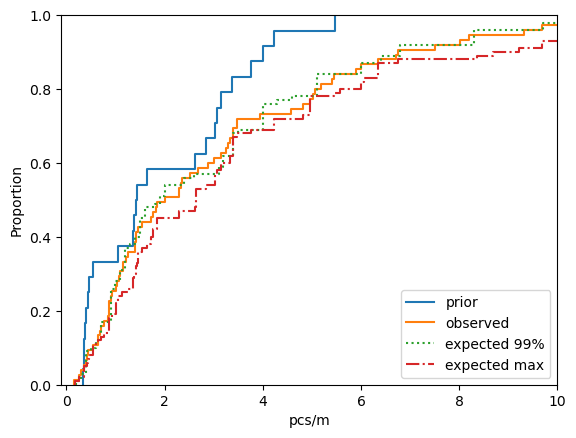 1.0
0.8
0.6
0.4
0.2
0.0
Proportion
prior
observed
expected 99%
expected max
0 2 4 6 8 10
pcs/m